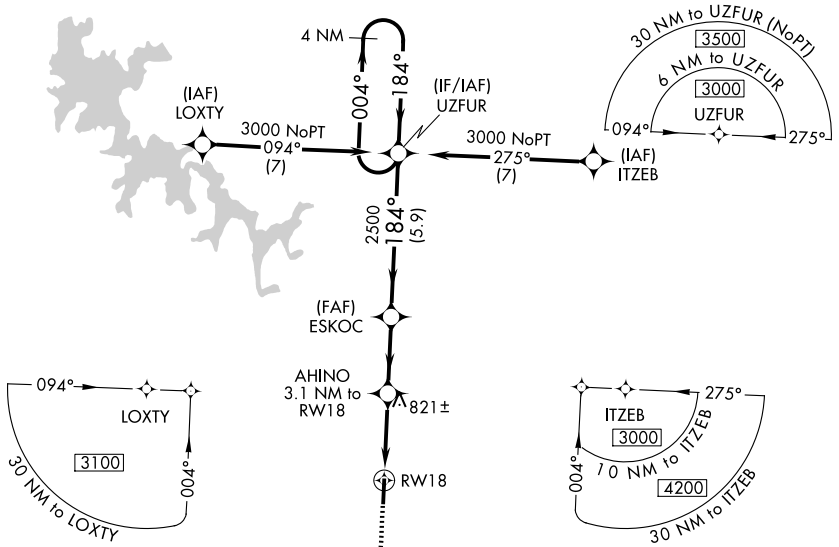 4 NM
004°
184°
(IAF)
LOXTY
3000 NoPT
094°
(7)
(IF/IAF)
UZFUR
3000 NoPT
275°
(7)
(IAF)
ITZEB
30 NM to UZFUR (NoPT)
3500
6 NM to UZFUR
3000
UZFUR
094°
275°
2500
184°
(5.9)
(FAF)
ESKOC
AHINO
3.1 NM to
RW18
821±
RW18
094°
LOXTY
3100
004°
30 NM to LOXTY
275°
ITZEB
3000
10 NM to ITZEB
004°
4200
30 NM to ITZEB